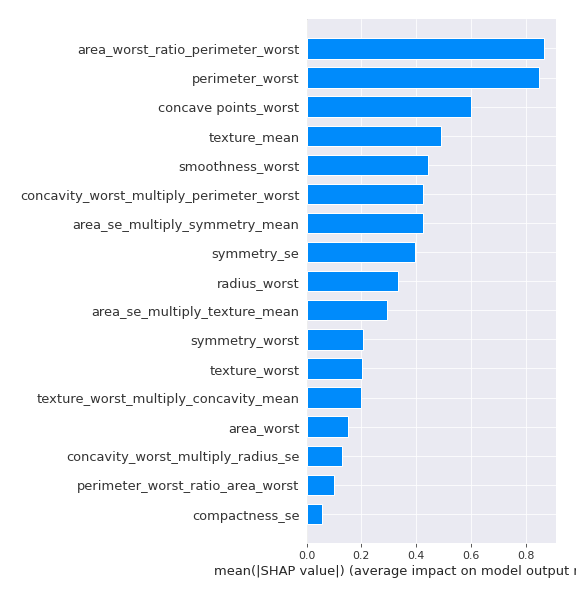 area_worst_ratio_perimeter_worst
perimeter_worst
concave points_worst
texture_mean
smoothness_worst
concavity_worst_multiply_perimeter_worst
area_se_multiply_symmetry_mean
symmetry_se
radius_worst
area_se_multiply_texture_mean
symmetry_worst
texture_worst
texture_worst_multiply_concavity_mean
area_worst
concavity_worst_multiply_radius_se
perimeter_worst_ratio_area_worst
compactness_se
0.0 0.2 0.4 0.6 0.8
mean(|SHAP value|) (average impact on model output